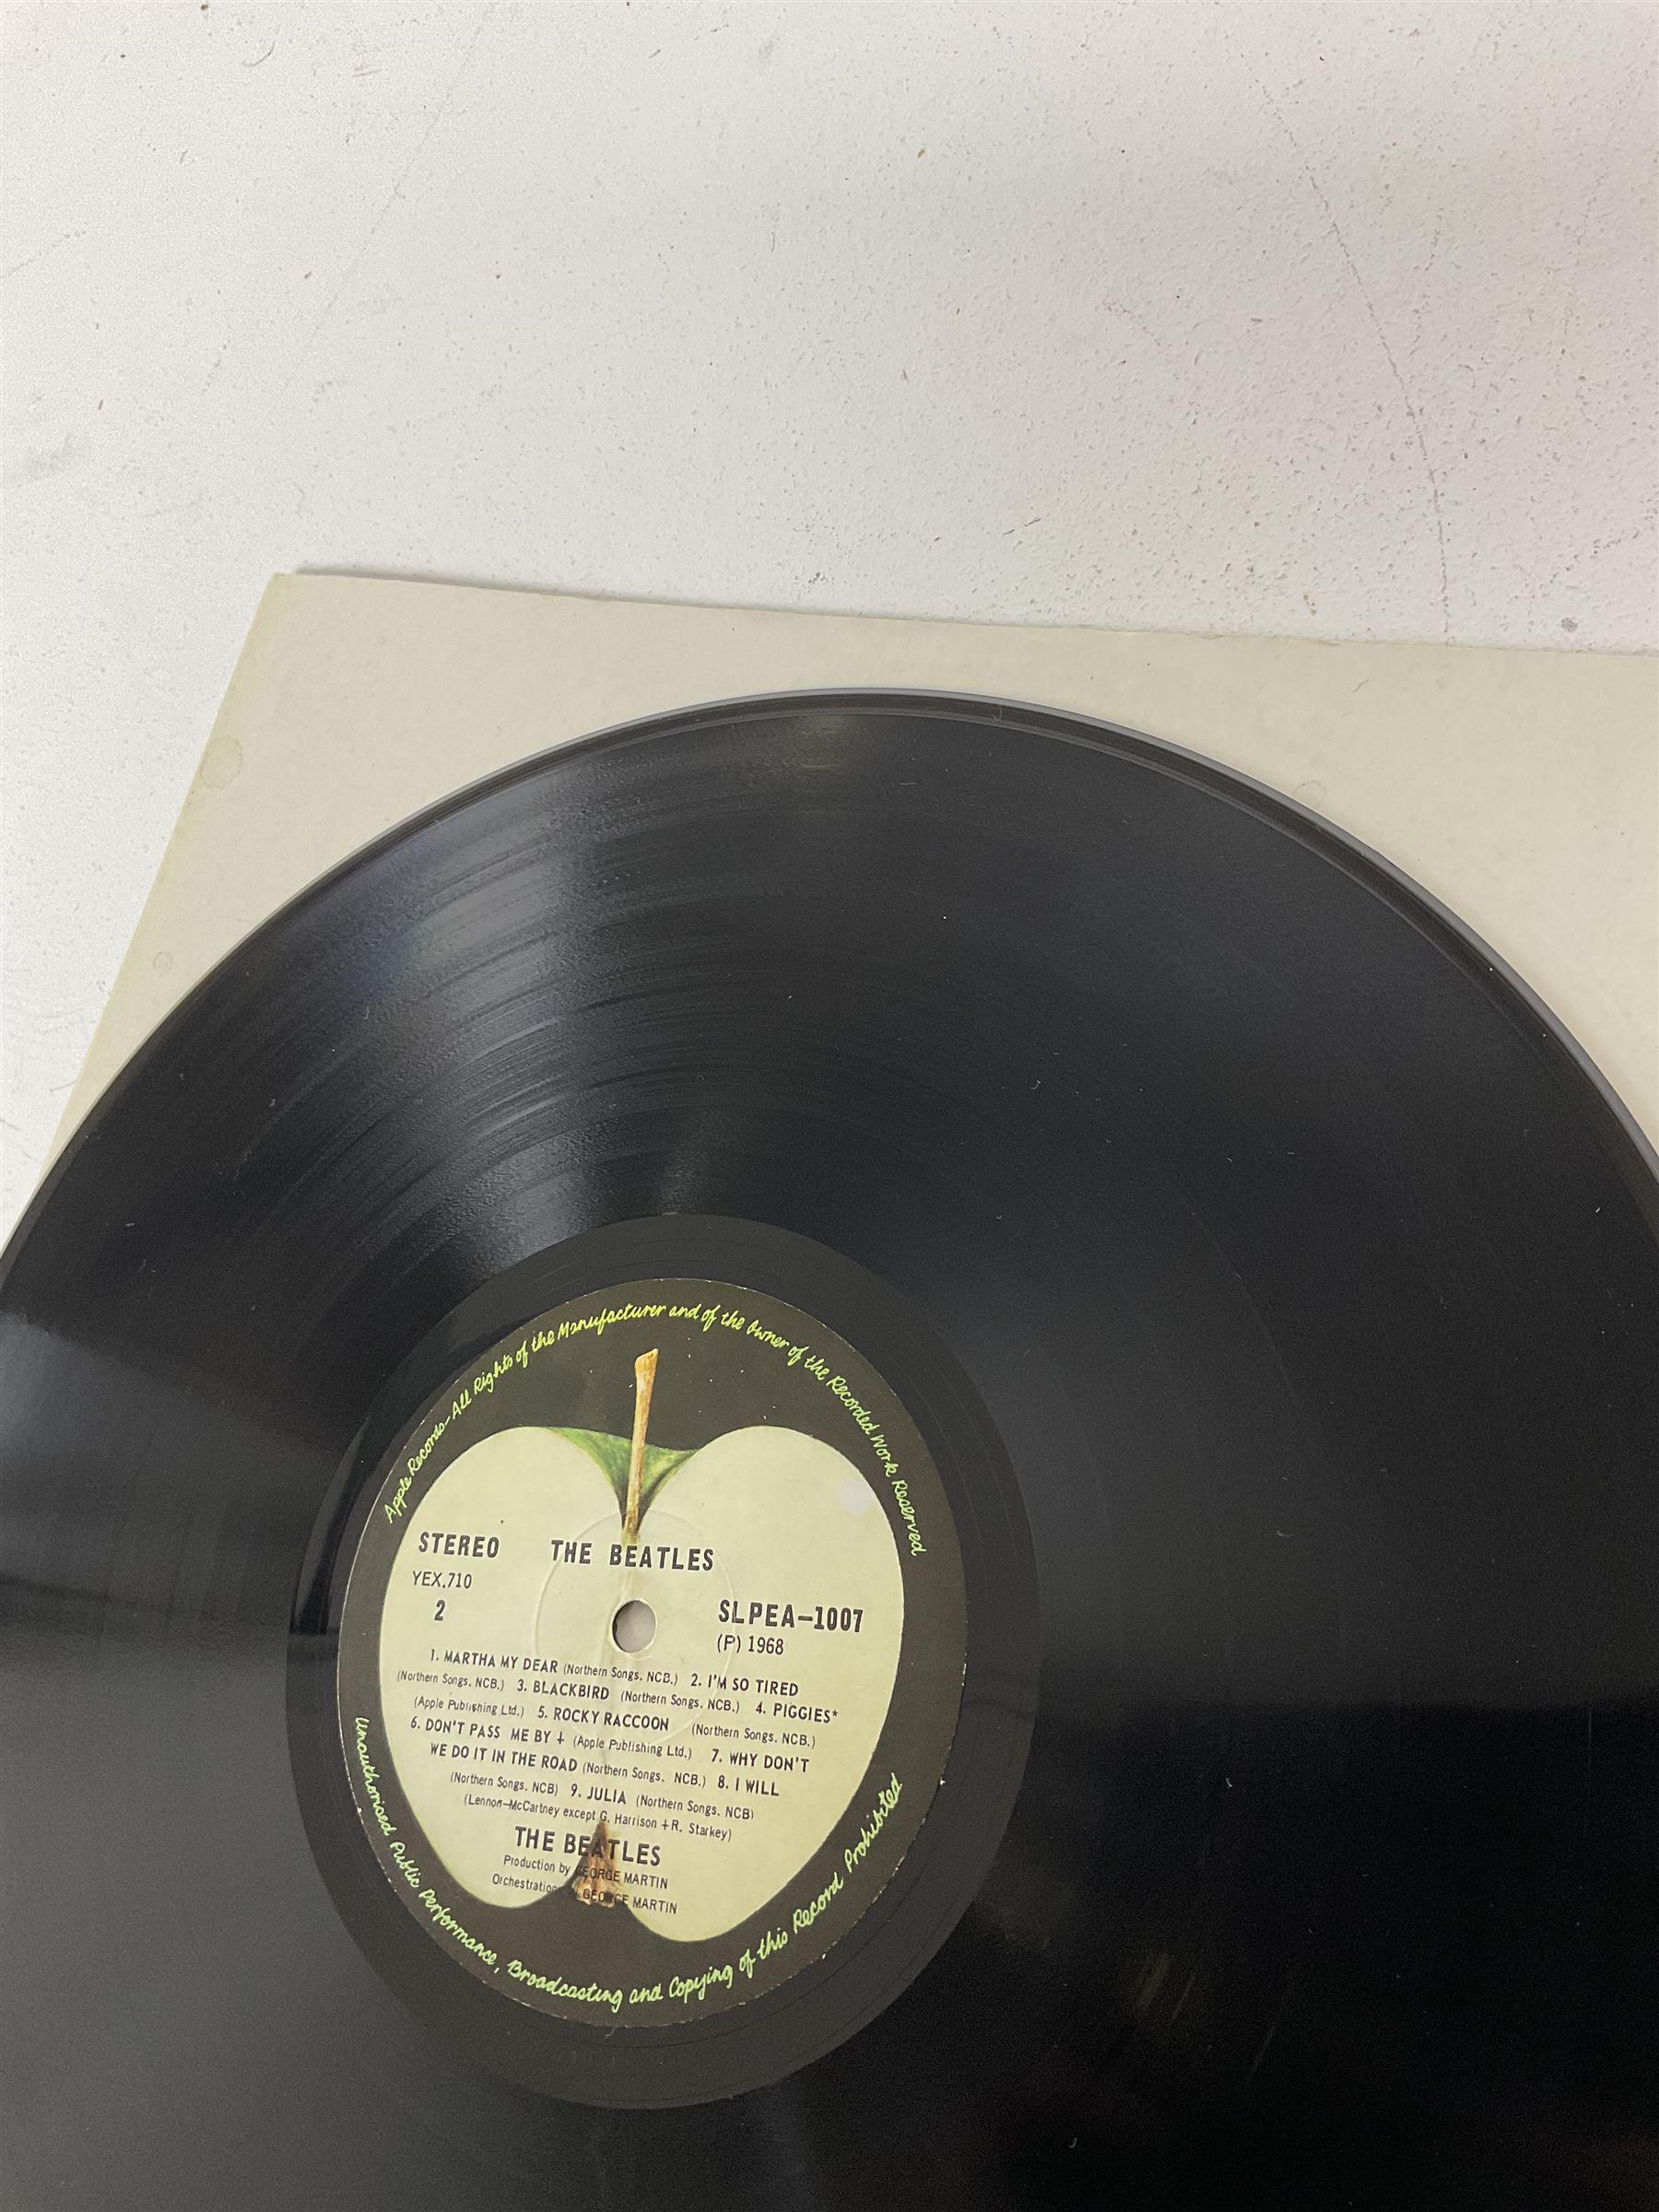 Apple Records-All Rights of the Manufacturer and of the Owner of the Recorded Work Reserved
STEREO THE BEATLES
YEX.710
2
SLPEA-1007
(P) 1968
1. MARTHA MY DEAR (Northern Songs. NCB.) 2. I'M SO TIRED
(Northern Songs. NCB.) 3. BLACKBIRD (Northern Songs. NCB.) 4. PIGGIES*
(Apple Publishing Ltd.) 5. ROCKY RACCOON (Northern Songs. NCB.)
6. DON'T PASS ME BY + (Apple Publishing Ltd.) 7. WHY DON'T
WE DO IT IN THE ROAD (Northern Songs. NCB.) 8. I WILL
(Northern Songs. NCB) 9. JULIA (Northern Songs. NCB)
(Lennon-McCartney except G. Harrison +R. Starkey)
THE BEATLES
Production by GEORGE MARTIN
Orchestration GEORGE MARTIN
Unauthorised Public Performance, Broadcasting and Copying of this Record Prohibited